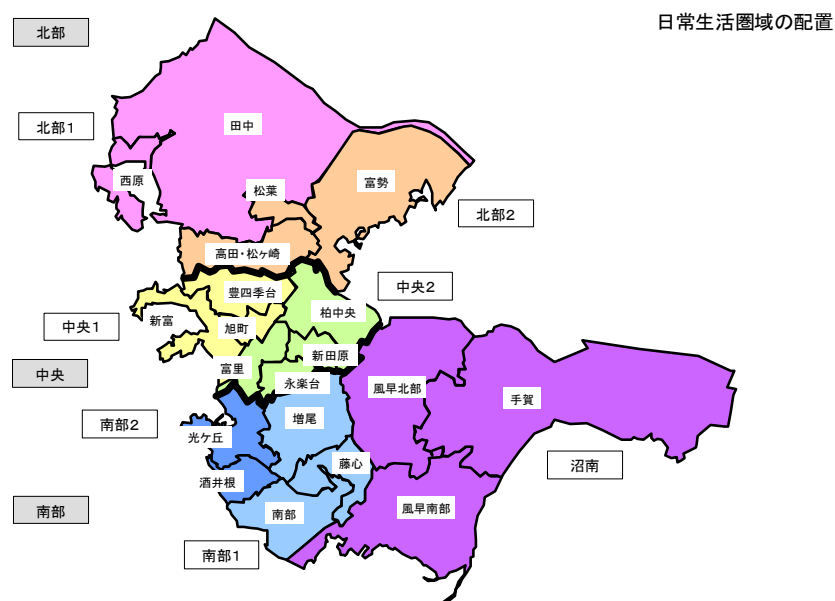 日常生活圏域の配置
北部
北部1
田中
西原
松葉
富勢
北部2
高田・松ヶ崎
中央2
豊四季台
柏中央
中央1
新富
旭町
新田原
中央
富里
永楽台
風早北部
手賀
南部2
増尾
光ケ丘
藤心
沼南
酒井根
南部
南部
風早南部
南部1